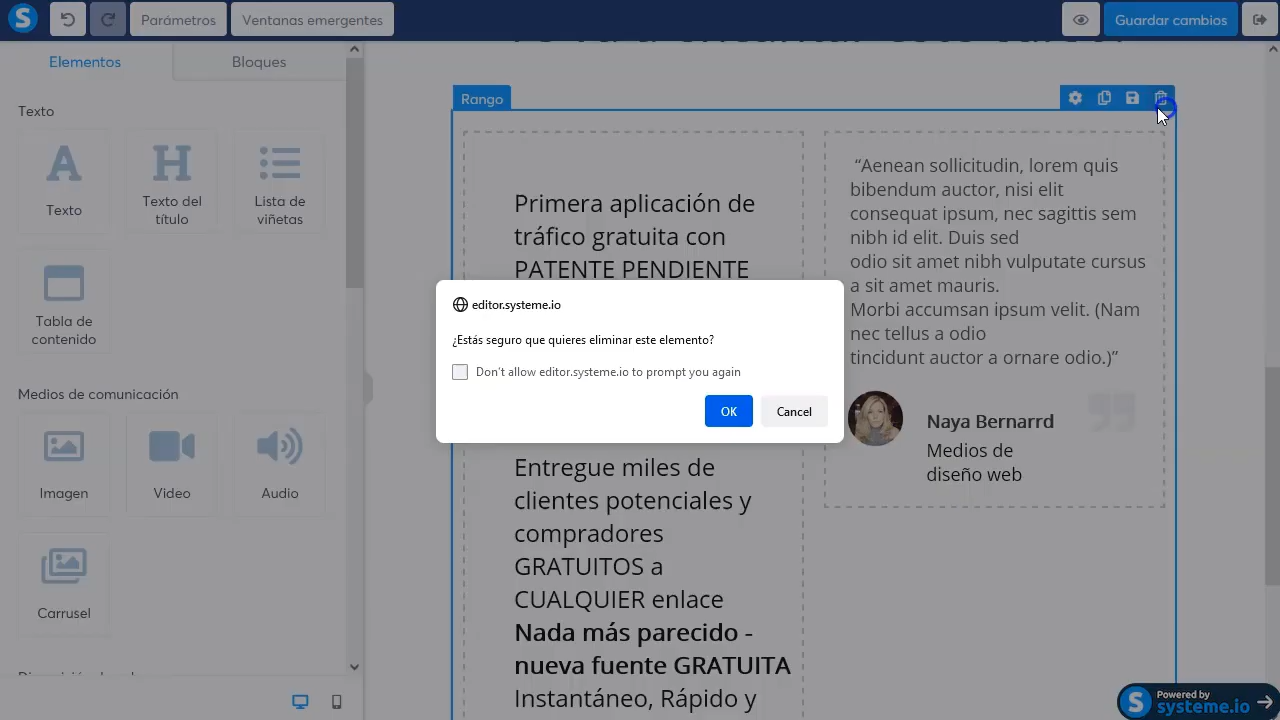 S
Parámetros
Ventanas emergentes
Guardar cambios
Elementos
Bloques
Texto
Texto
Texto del
título
Lista de
viñetas
Tabla de
contenido
Medios de comunicación
Imagen
Video
Audio
Carrusel
Rango
Primera aplicación de
tráfico gratuita con
PATENTE PENDIENTE
Entregue miles de
clientes potenciales y
compradores
GRATUITOS a
CUALQUIER enlace
Nada más parecido -
nueva fuente GRATUITA
Instantáneo, Rápido y
“Aenean sollicitudin, lorem quis
bibendum auctor, nisi elit
consequat ipsum, nec sagittis sem
nibh id elit. Duis sed
odio sit amet nibh vulputate cursus
a sit amet mauris.
Morbi accumsan ipsum velit. (Nam
nec tellus a odio
tincidunt auctor a ornare odio.)”
Naya Bernarrd
Medios de
diseño web
editor.systeme.io
¿Estás seguro que quieres eliminar este elemento?
Don't allow editor.systeme.io to prompt you again
OK
Cancel
S
Powered by
systeme.io